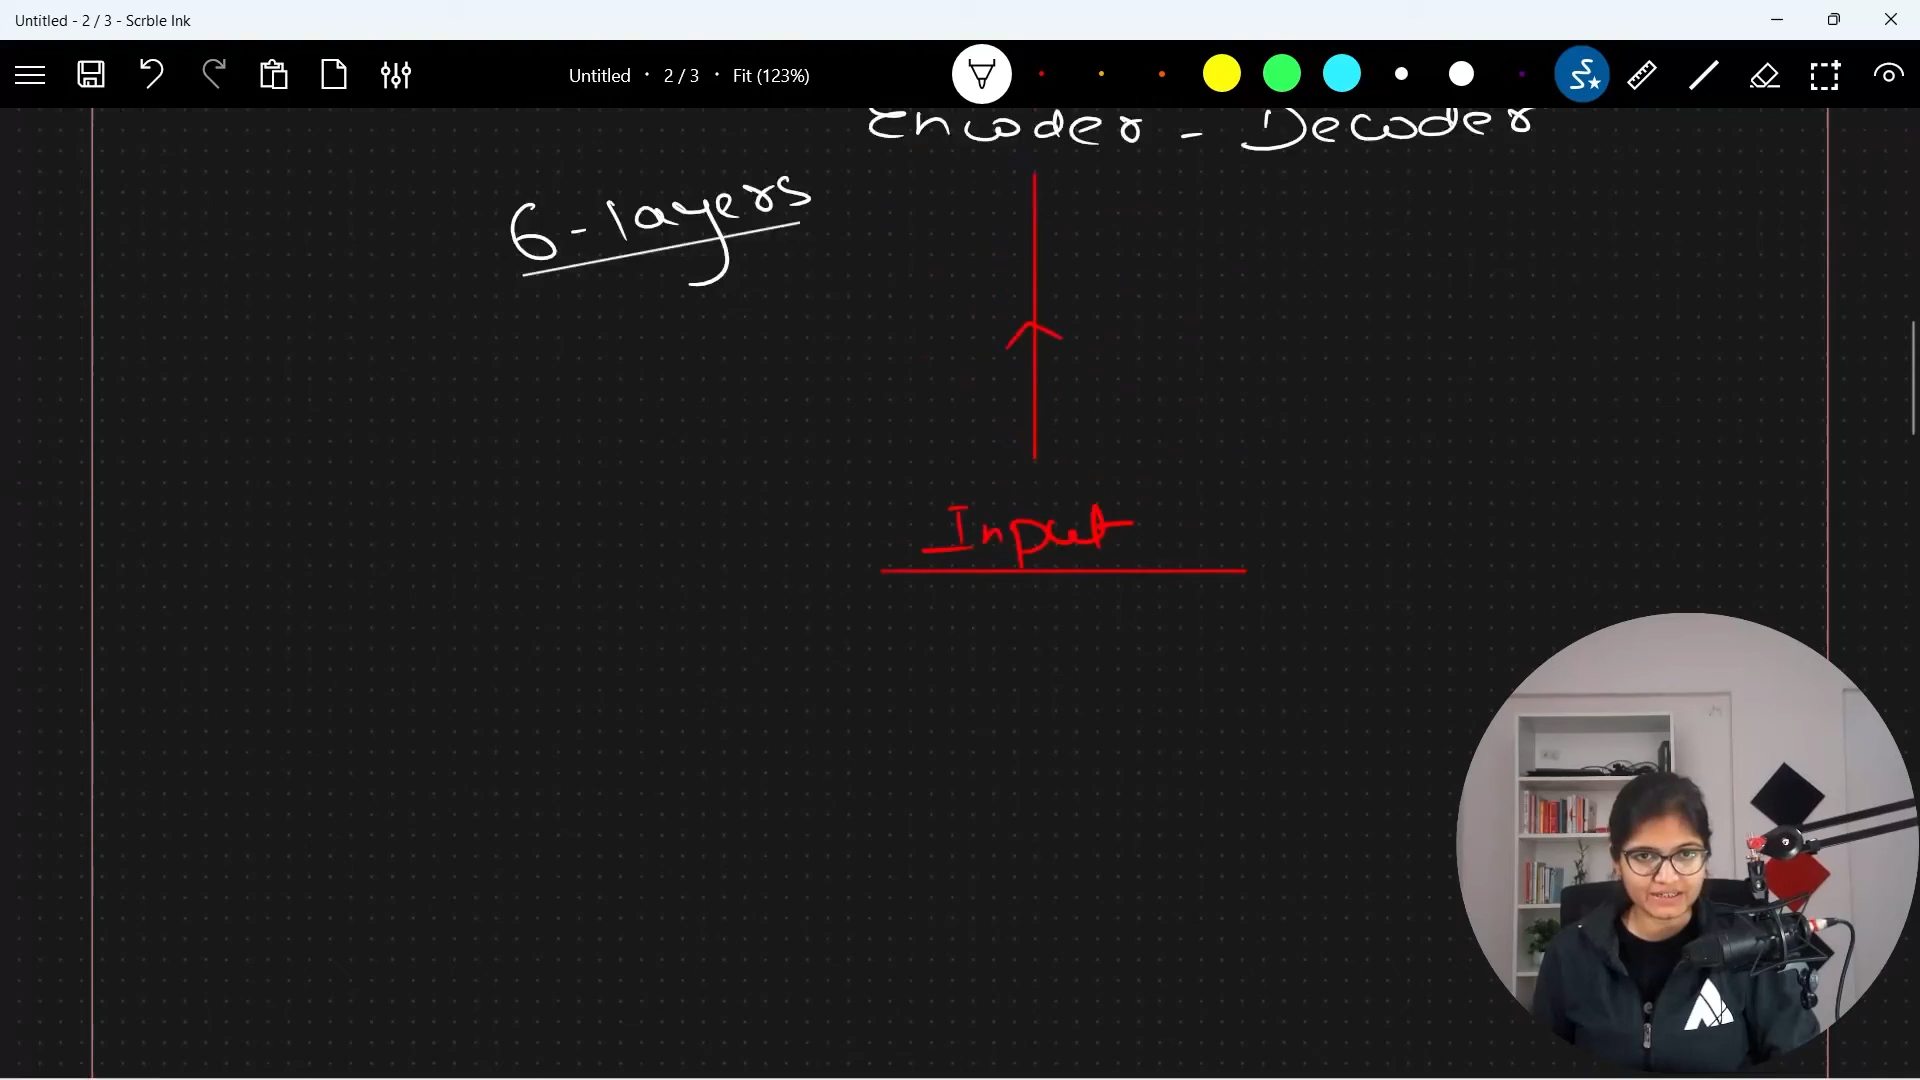 Untitled - 2 / 3 - Scrble Ink
Untitled • 2 / 3 • Fit (123%)
Encoder - Decoder
6-layers
Input